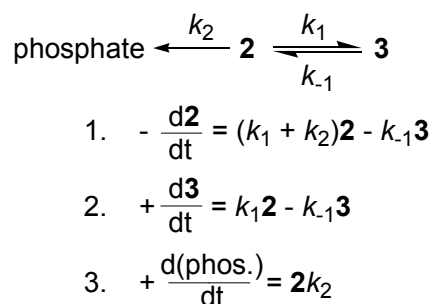 phosphate ⟵ k₂ 2 ⇌ k₁ k₋₁ 3
1. - d2/dt = (k₁ + k₂)2 - k₋₁3
2. + d3/dt = k₁2 - k₋₁3
3. + d(phos.)/dt = 2k₂